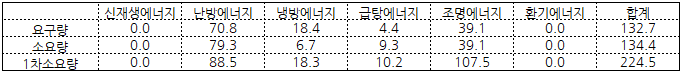 신재생에너지 난방에너지 냉방에너지 급탕에너지 조명에너지 환기에너지 합계
요구량 0.0 70.8 18.4 4.4 39.1 0.0 132.7
소요량 0.0 79.3 6.7 9.3 39.1 0.0 134.4
1차소요량 0.0 88.5 18.3 10.2 107.5 0.0 224.5